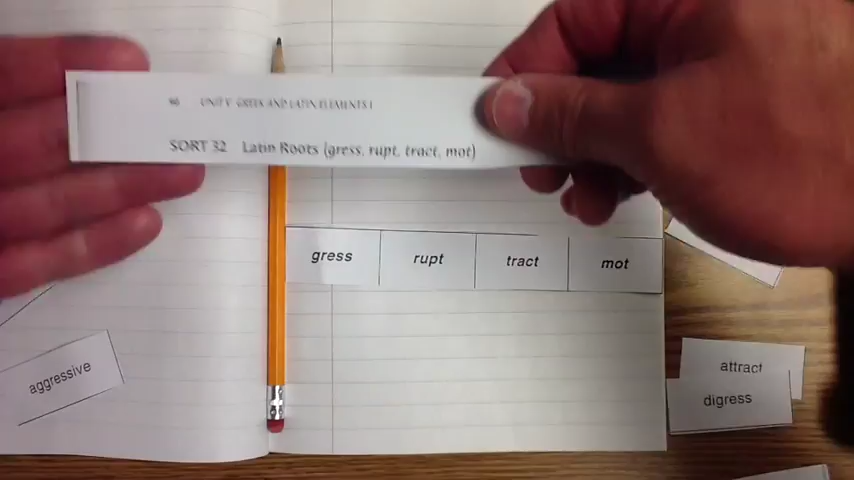 96 UNIT V GREEK AND LATIN ELEMENTS I
SORT 32 Latin Roots (gress, rupt, tract, mot)
gress rupt tract mot
aggressive
attract
digress